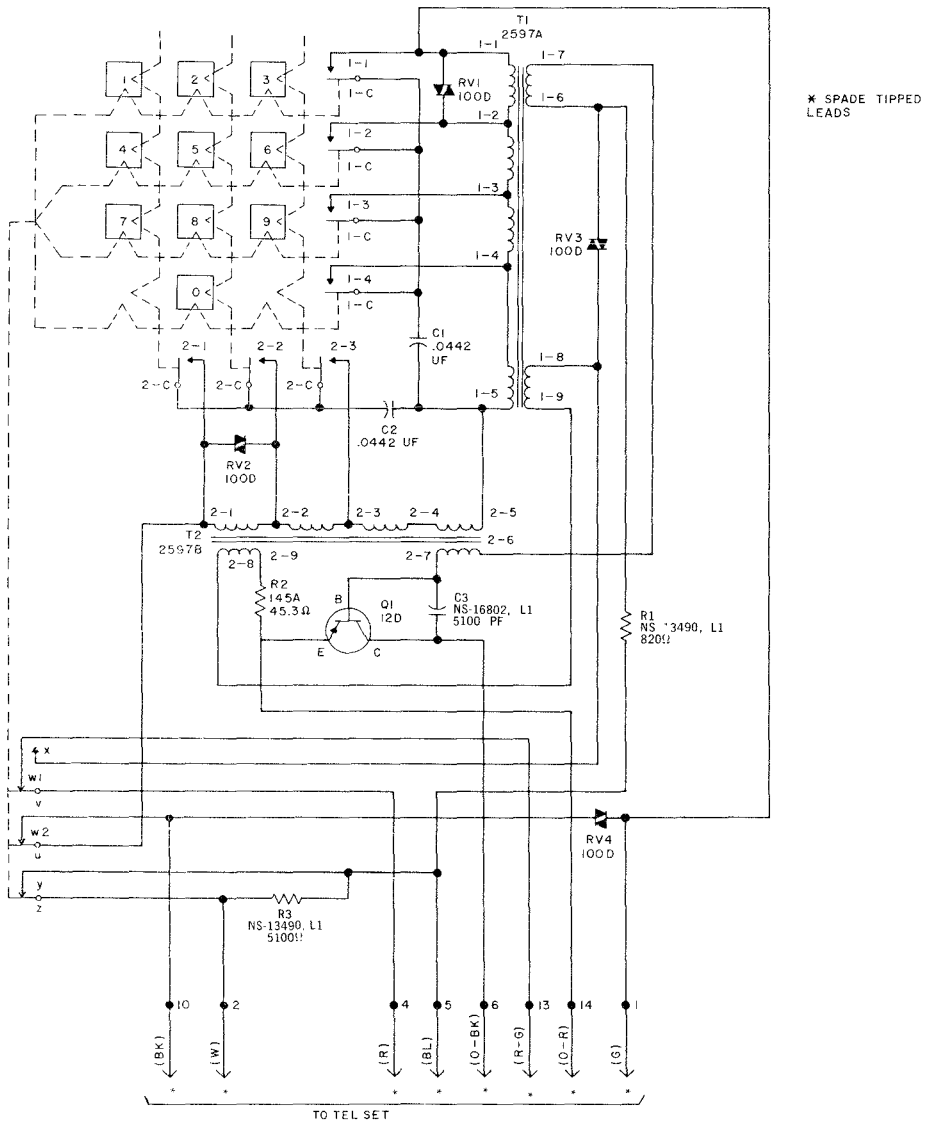 T1
2597A
1-1
1-7
1 2 3
1-1
1-C
RV1
100D
1-6
1-2
* SPADE TIPPED
LEADS
4 5 6
1-2
1-C
1-3
7 8 9
1-3
1-C
RV3
100D
1-4
0
1-4
1-C
C1
.0442
UF
2-1 2-2 2-3
1-8
2-C 2-C 2-C
1-5
1-9
C2
.0442 UF
RV2
100D
2-1 2-2 2-3 2-4 2-5
T2
2597B
2-6
2-8 2-9
2-7
R2
145A
45.3Ω
B
Q1
12D
C3
NS-16802, L1
5100 PF
E C
R1
NS-13490, L1
820Ω
x
w1
v
w2
u
RV4
100D
y
z
R3
NS-13490, L1
5100Ω
10 2 4 5 6 13 14 1
(BK) (W) (R) (BL) (O-BK) (R-G) (O-R) (G)
* * * * * * * *
TO TEL SET